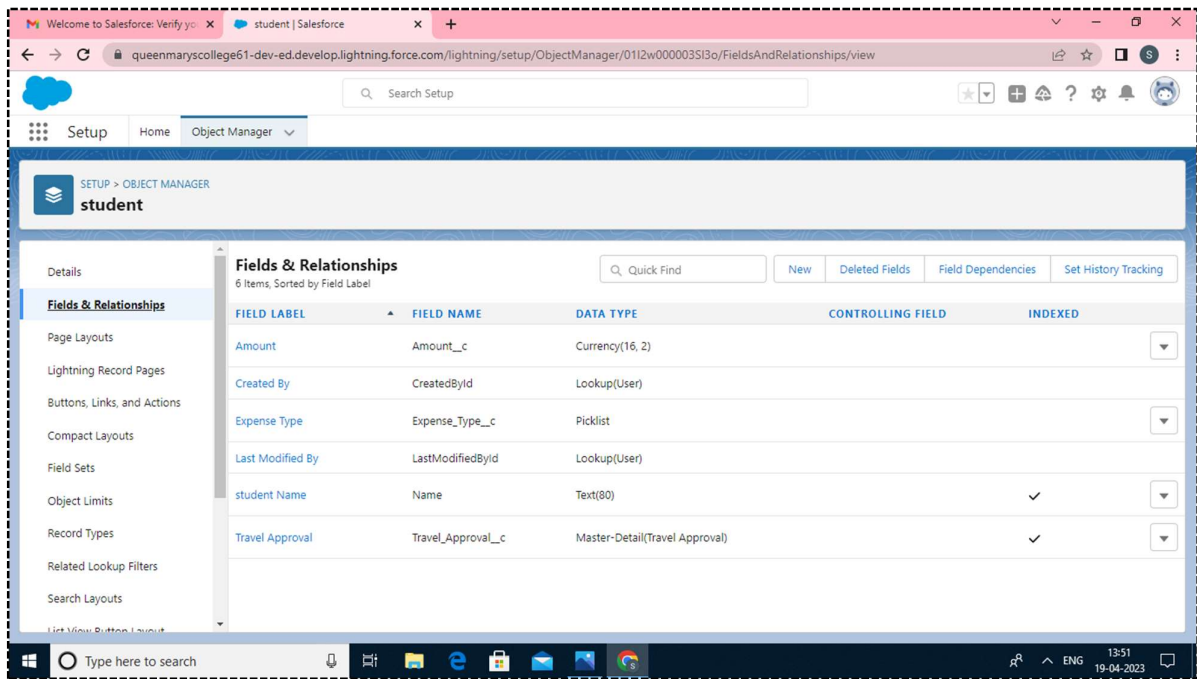 Welcome to Salesforce: Verify yo
student | Salesforce
queenmaryscollege61-dev-ed.develop.lightning.force.com/lightning/setup/ObjectManager/01I2w000003Sl3o/FieldsAndRelationships/view
S
Search Setup
Setup Home Object Manager
SETUP > OBJECT MANAGER
student
Details
Fields & Relationships
Page Layouts
Lightning Record Pages
Buttons, Links, and Actions
Compact Layouts
Field Sets
Object Limits
Record Types
Related Lookup Filters
Search Layouts
List View Button Layout
Fields & Relationships
6 Items, Sorted by Field Label
Quick Find New Deleted Fields Field Dependencies Set History Tracking
FIELD LABEL FIELD NAME DATA TYPE CONTROLLING FIELD INDEXED
Amount Amount__c Currency(16, 2)
Created By CreatedById Lookup(User)
Expense Type Expense_Type__c Picklist
Last Modified By LastModifiedById Lookup(User)
student Name Name Text(80)
Travel Approval Travel_Approval__c Master-Detail(Travel Approval)
Type here to search
ENG
13:51
19-04-2023